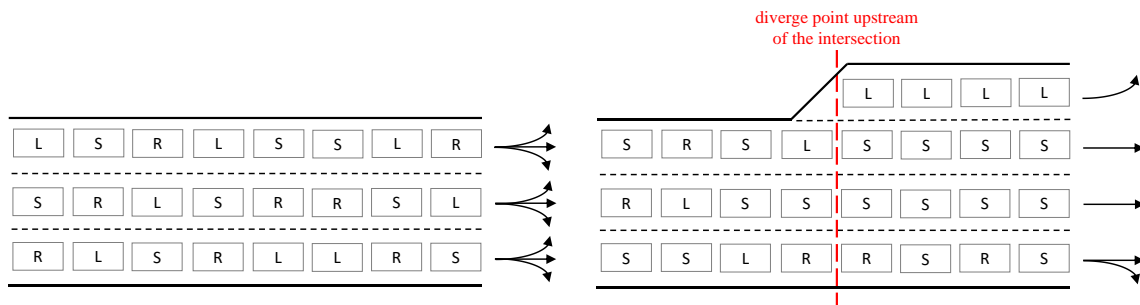 diverge point upstream
of the intersection
L S R L S S L R
S R L S R R S L
R L S R L L R S
L L L L
S R S L S S S S
R L S S S S S S
S S L R R S R S